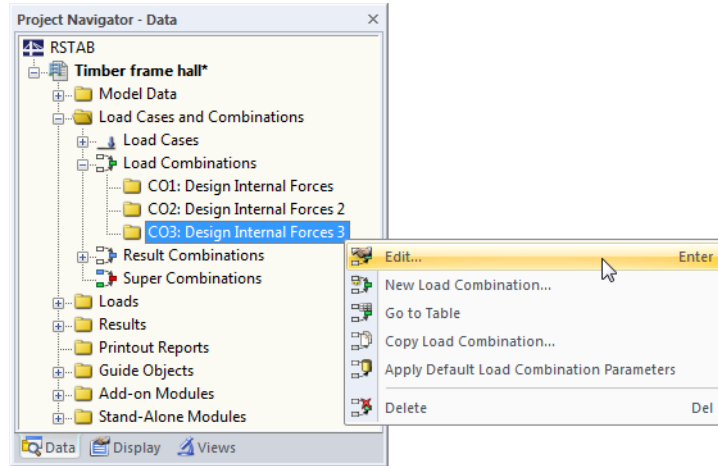 Project Navigator - Data
RSTAB
Timber frame hall*
Model Data
Load Cases and Combinations
Load Cases
Load Combinations
CO1: Design Internal Forces
CO2: Design Internal Forces 2
CO3: Design Internal Forces 3
Result Combinations
Super Combinations
Loads
Results
Printout Reports
Guide Objects
Add-on Modules
Stand-Alone Modules
Data Display Views
Edit... Enter
New Load Combination...
Go to Table
Copy Load Combination...
Apply Default Load Combination Parameters
Delete Del